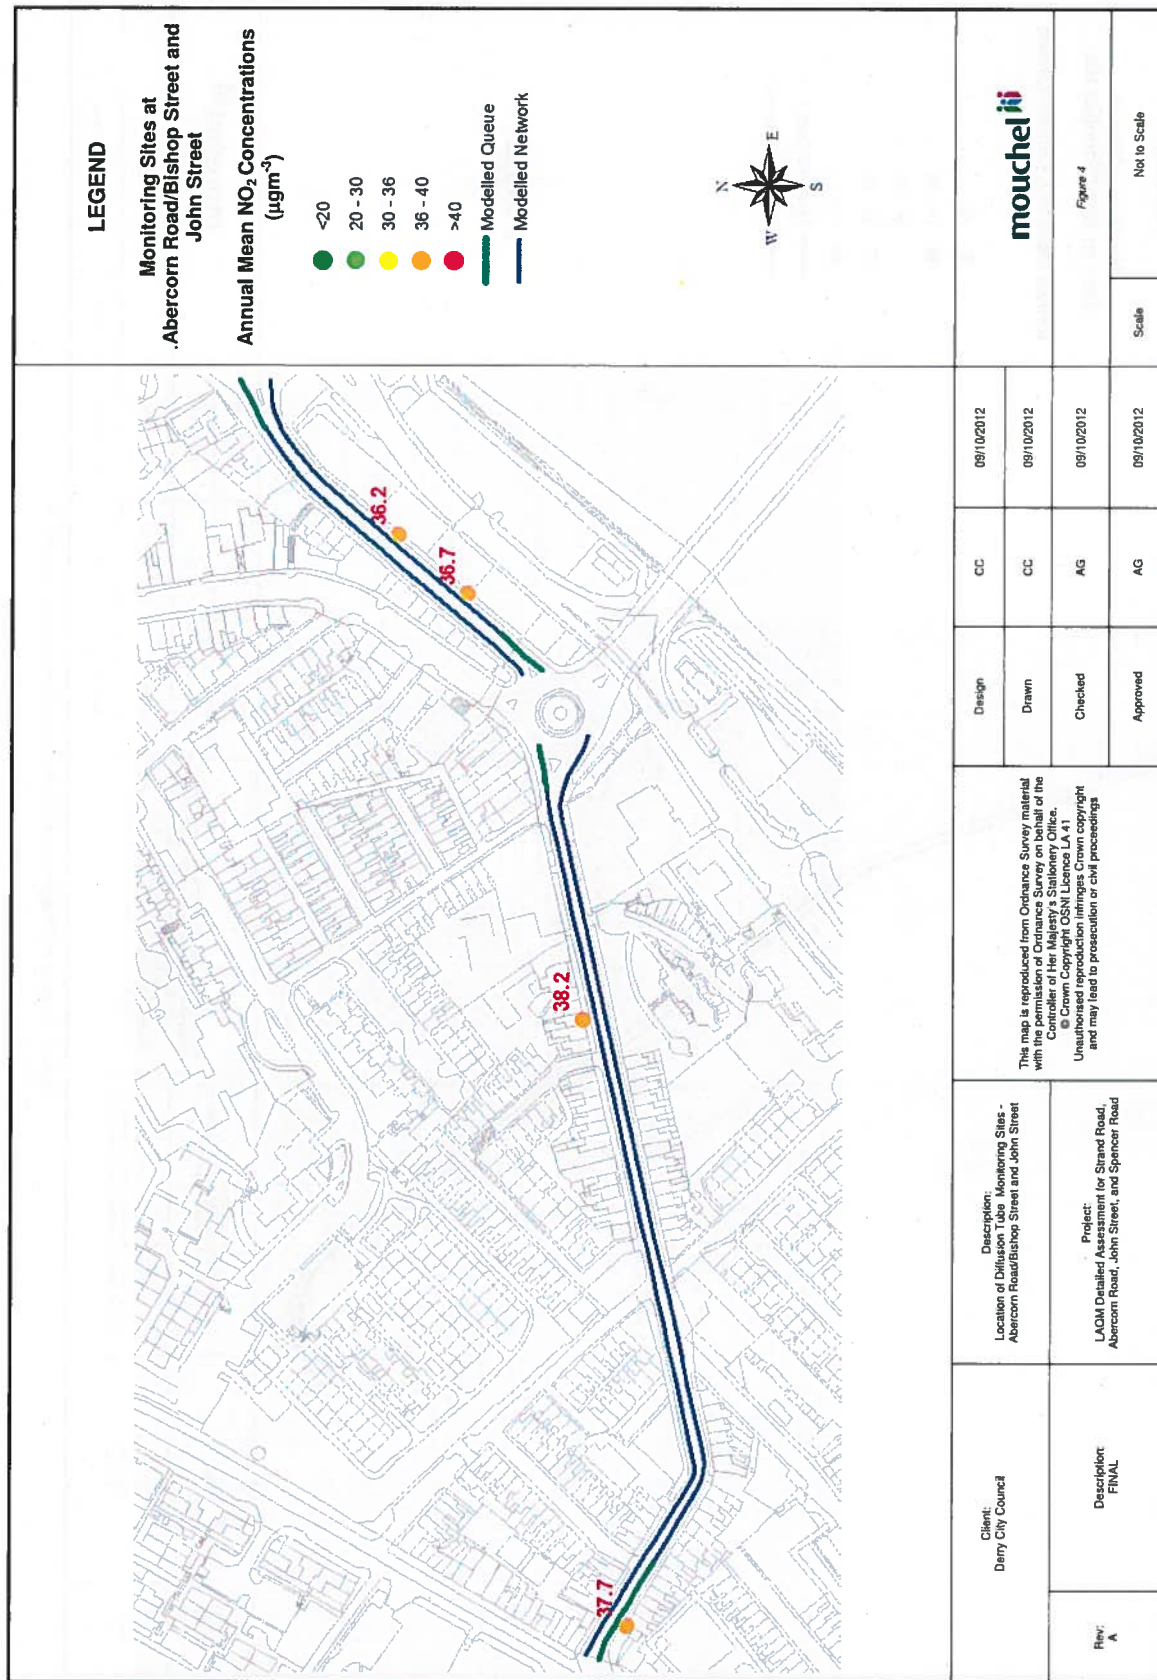 LEGEND
Monitoring Sites at
.Abercorn Road/Bishop Street and
John Street
Annual Mean NO₂ Concentrations
(µgm⁻³)
<20
20 - 30
30 - 36
36 - 40
>40
Modelled Queue
Modelled Network
N
W
E
S
37.7
38.2
36.7
36.2
Client:
Derry City Council
Rev:
A
Description:
FINAL
Description:
Location of Diffusion Tube Monitoring Sites -
Abercorn Road/Bishop Street and John Street
Project:
LAQM Detailed Assessment for Strand Road,
Abercorn Road, John Street, and Spencer Road
This map is reproduced from Ordnance Survey material
with the permission of Ordnance Survey on behalf of the
Controller of Her Majesty's Stationery Office.
© Crown Copyright OSNI Licence LA 41
Unauthorised reproduction infringes Crown copyright
and may lead to prosecution or civil proceedings
Design
CC
09/10/2012
Drawn
CC
09/10/2012
Checked
AG
09/10/2012
Approved
AG
09/10/2012
mouchel
Figure 4
Scale
Not to Scale